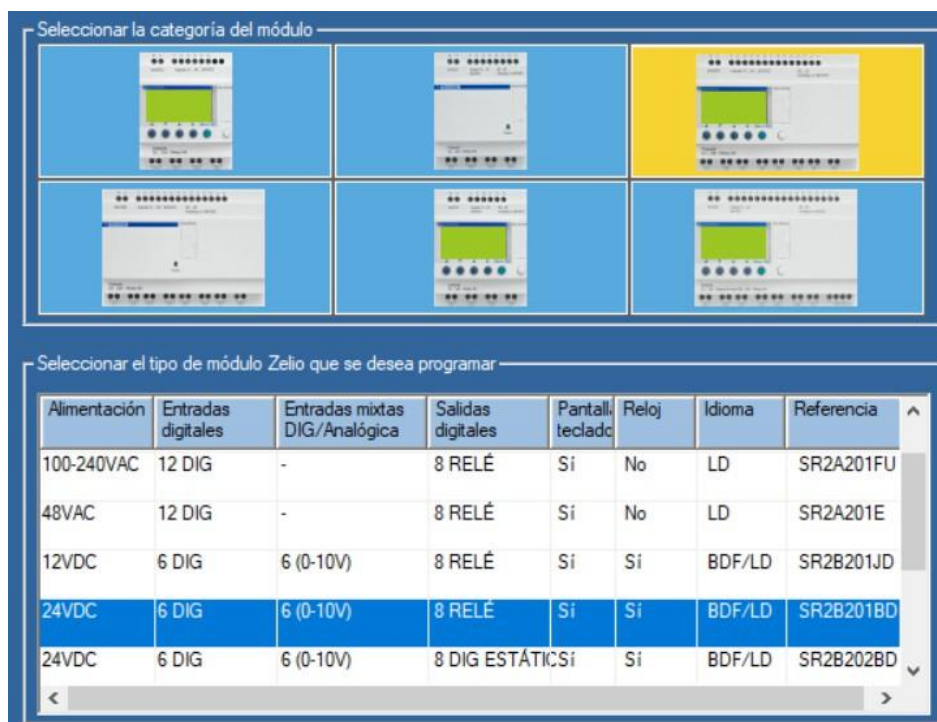 Seleccionar la categoría del módulo
Seleccionar el tipo de módulo Zelio que se desea programar
Alimentación Entradas digitales Entradas mixtas DIG/Analógica Salidas digitales Pantall teclado Reloj Idioma Referencia
100-240VAC 12 DIG - 8 RELÉ Sí No LD SR2A201FU
48VAC 12 DIG - 8 RELÉ Sí No LD SR2A201E
12VDC 6 DIG 6 (0-10V) 8 RELÉ Sí Sí BDF/LD SR2B201JD
24VDC 6 DIG 6 (0-10V) 8 RELÉ Sí Sí BDF/LD SR2B201BD
24VDC 6 DIG 6 (0-10V) 8 DIG ESTÁTIC Sí Sí BDF/LD SR2B202BD